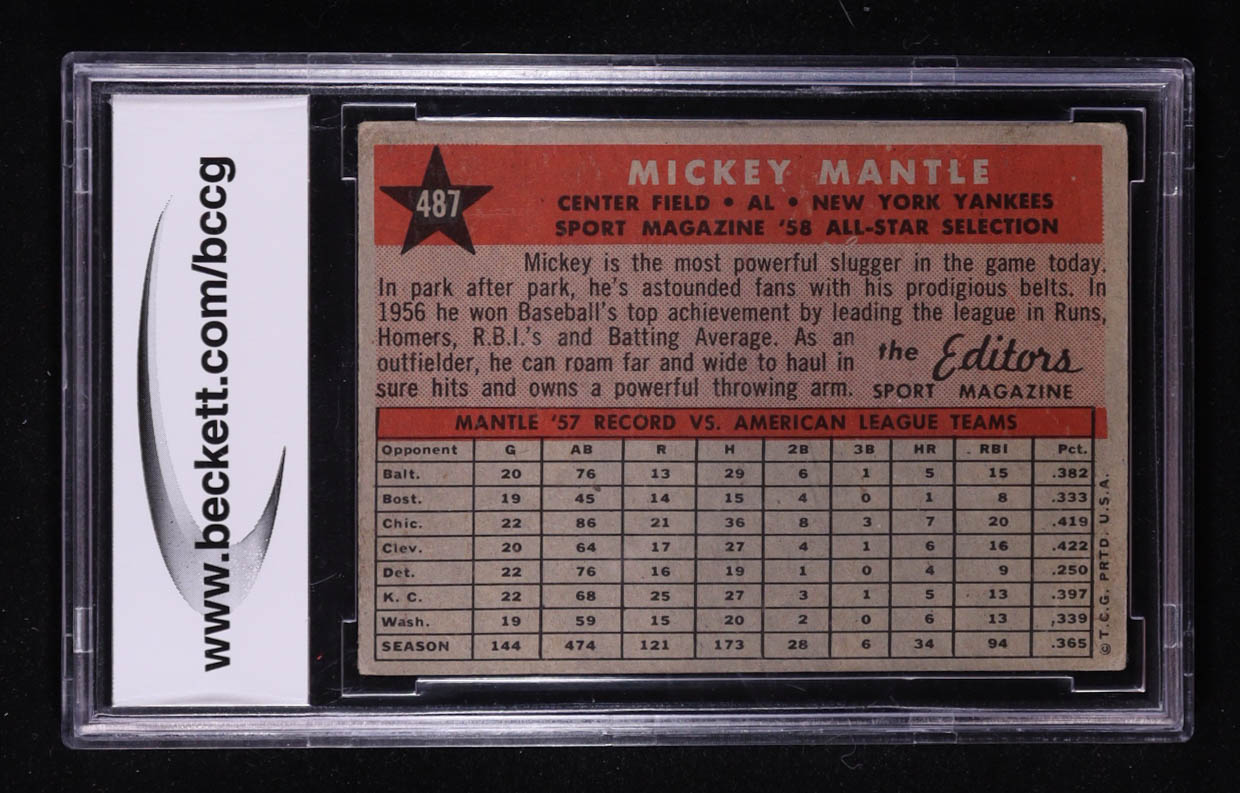 www.beckett.com/bccg
487
MICKEY MANTLE
CENTER FIELD • AL • NEW YORK YANKEES
SPORT MAGAZINE '58 ALL-STAR SELECTION
Mickey is the most powerful slugger in the game today.
In park after park, he's astounded fans with his prodigious belts. In
1956 he won Baseball's top achievement by leading the league in Runs,
Homers, R.B.I.'s and Batting Average. As an
outfielder, he can roam far and wide to haul in
sure hits and owns a powerful throwing arm.
the Editors
SPORT MAGAZINE
MANTLE '57 RECORD VS. AMERICAN LEAGUE TEAMS
Opponent G AB R H 2B 3B HR RBI Pct.
Balt. 20 76 13 29 6 1 5 15 .382
Bost. 19 45 14 15 4 0 1 8 .333
Chic. 22 86 21 36 8 3 7 20 .419
Clev. 20 64 17 27 4 1 6 16 .422
Det. 22 76 16 19 1 0 4 9 .250
K. C. 22 68 25 27 3 1 5 13 .397
Wash. 19 59 15 20 2 0 6 13 ,339
SEASON 144 474 121 173 28 6 34 94 .365
© T.C.G. PRTD. U.S.A.